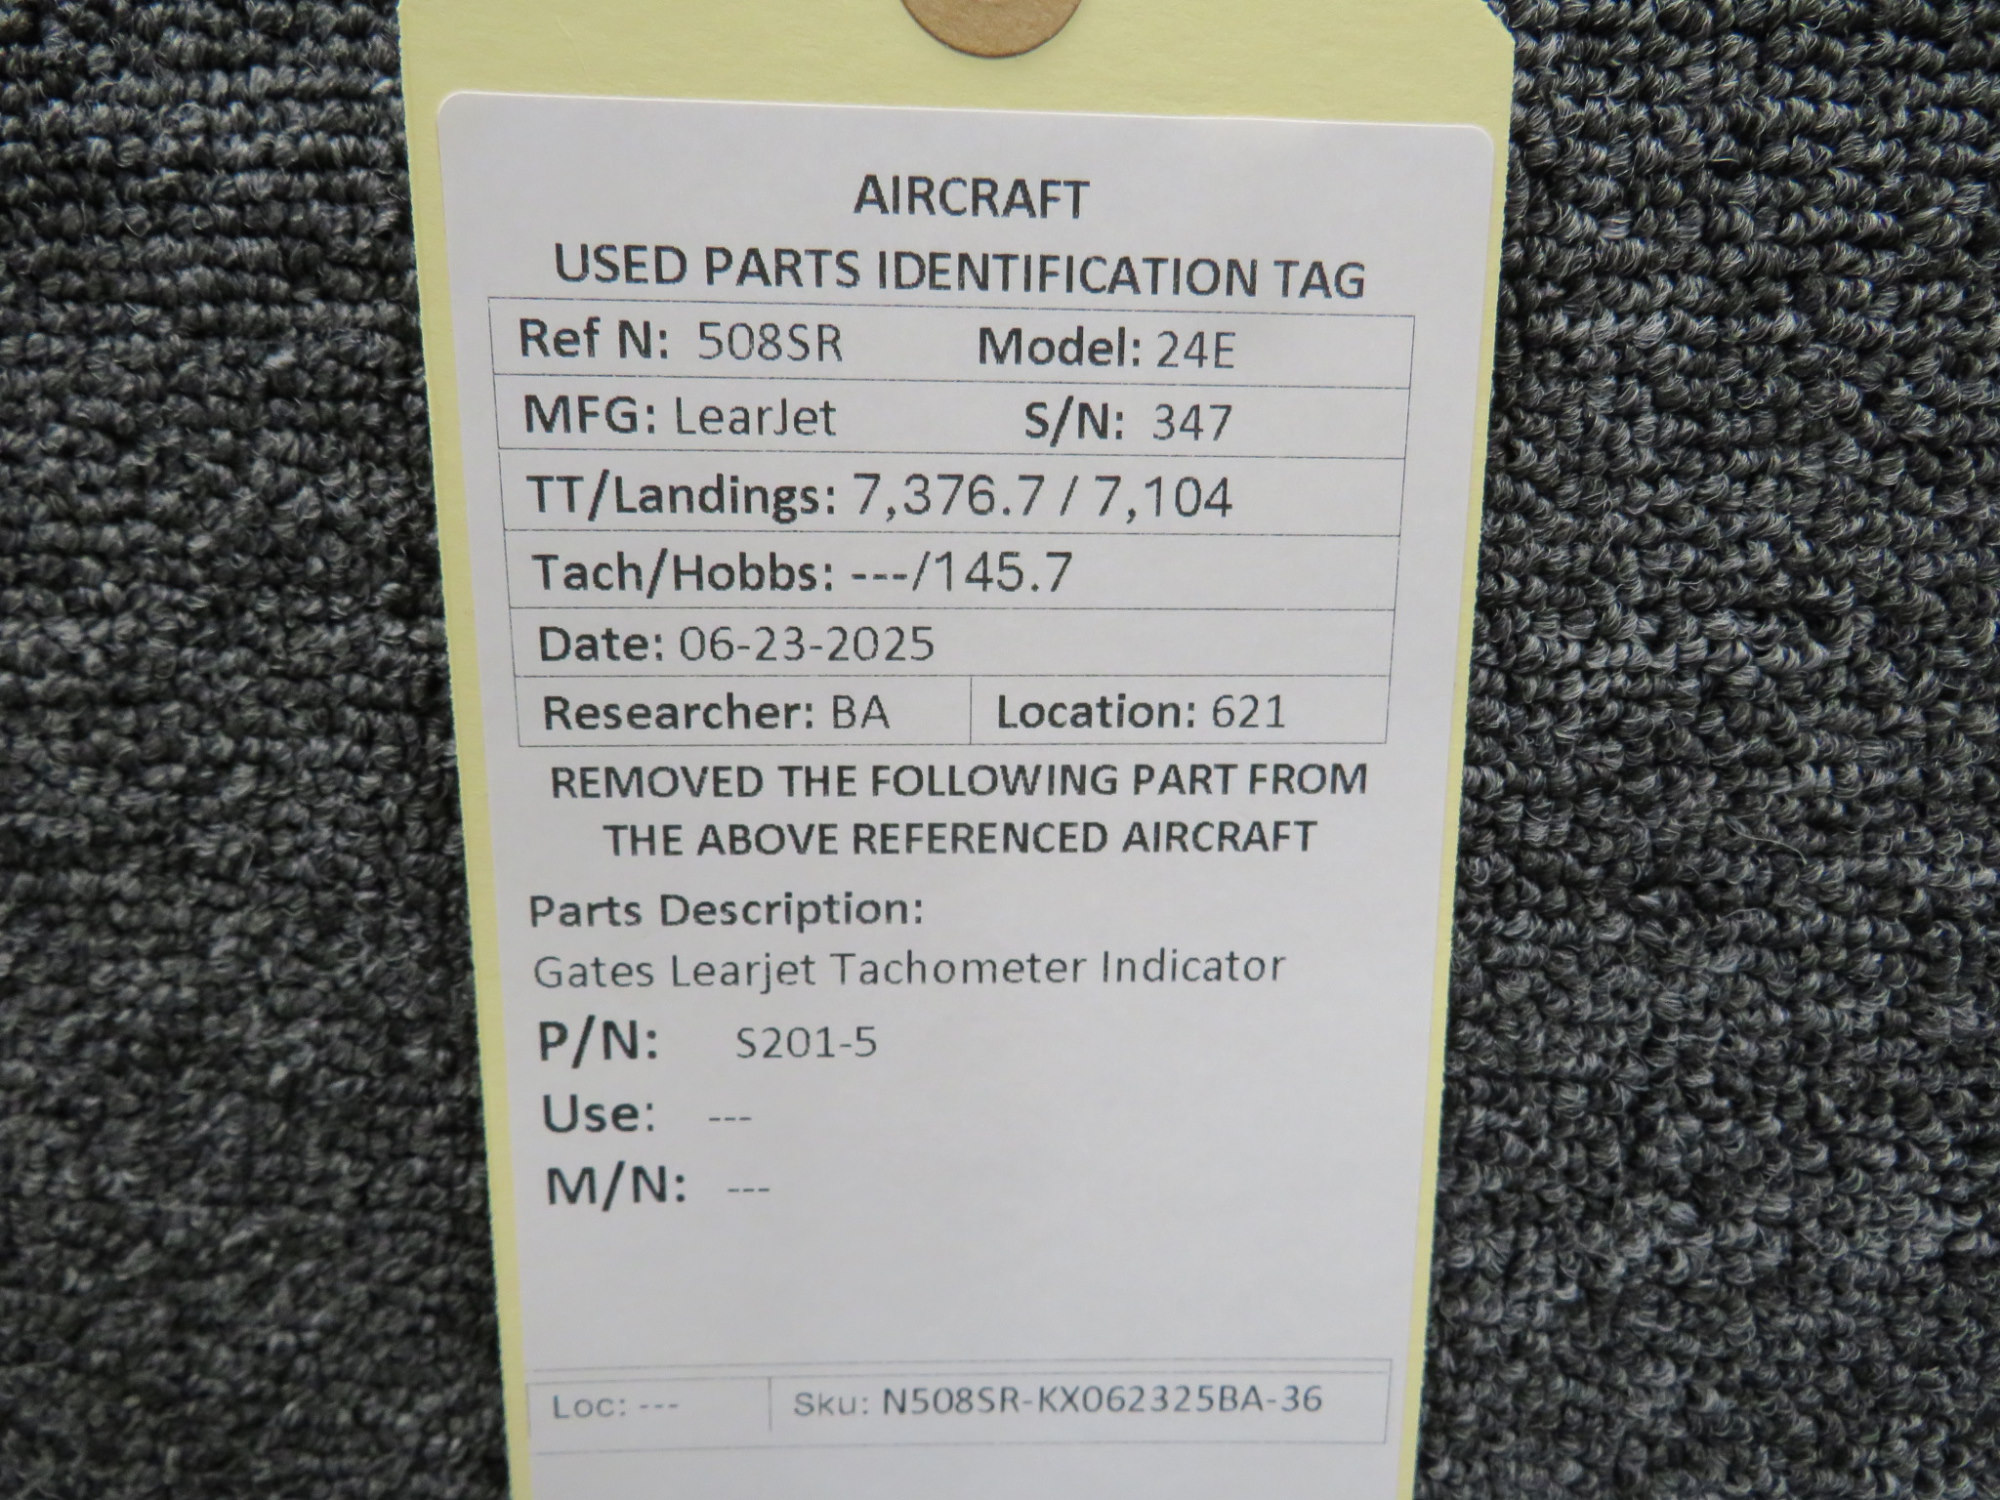 AIRCRAFT
USED PARTS IDENTIFICATION TAG
Ref N: 508SR Model: 24E
MFG: LearJet S/N: 347
TT/Landings: 7,376.7 / 7,104
Tach/Hobbs: ---/145.7
Date: 06-23-2025
Researcher: BA Location: 621
REMOVED THE FOLLOWING PART FROM
THE ABOVE REFERENCED AIRCRAFT
Parts Description:
Gates Learjet Tachometer Indicator
P/N: S201-5
Use: ---
M/N: ---
Loc: --- Sku: N508SR-KX062325BA-36